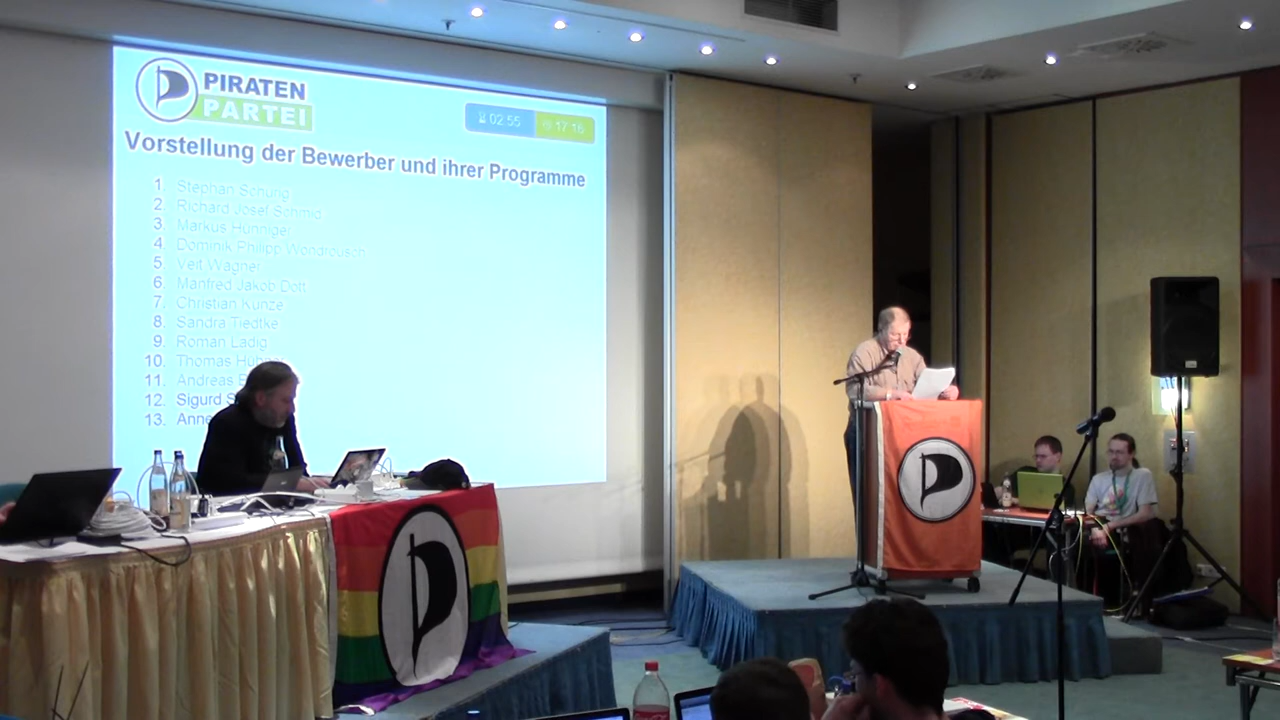 PIRATEN
PARTEI
02:55 17:16
Vorstellung der Bewerber und ihrer Programme
1. Stephan Schurig
2. Richard Josef Schmid
3. Markus Hünniger
4. Dominik Philipp Wondrousch
5. Veit Wagner
6. Manfred Jakob Dott
7. Christian Kunze
8. Sandra Tiedtke
9. Roman Ladig
10. Thomas
11. Andreas
12. Sigurd
13. Anne